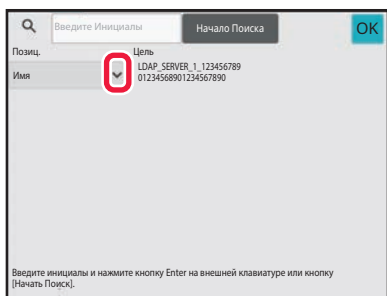 Введите Инициалы
Начало Поиска
OK
Позиц.
Цель
Имя
LDAP_SERVER_1_123456789
01234568901234567890
Введите инициалы и нажмите кнопку Enter на внешней клавиатуре или кнопку
[Начать Поиск].